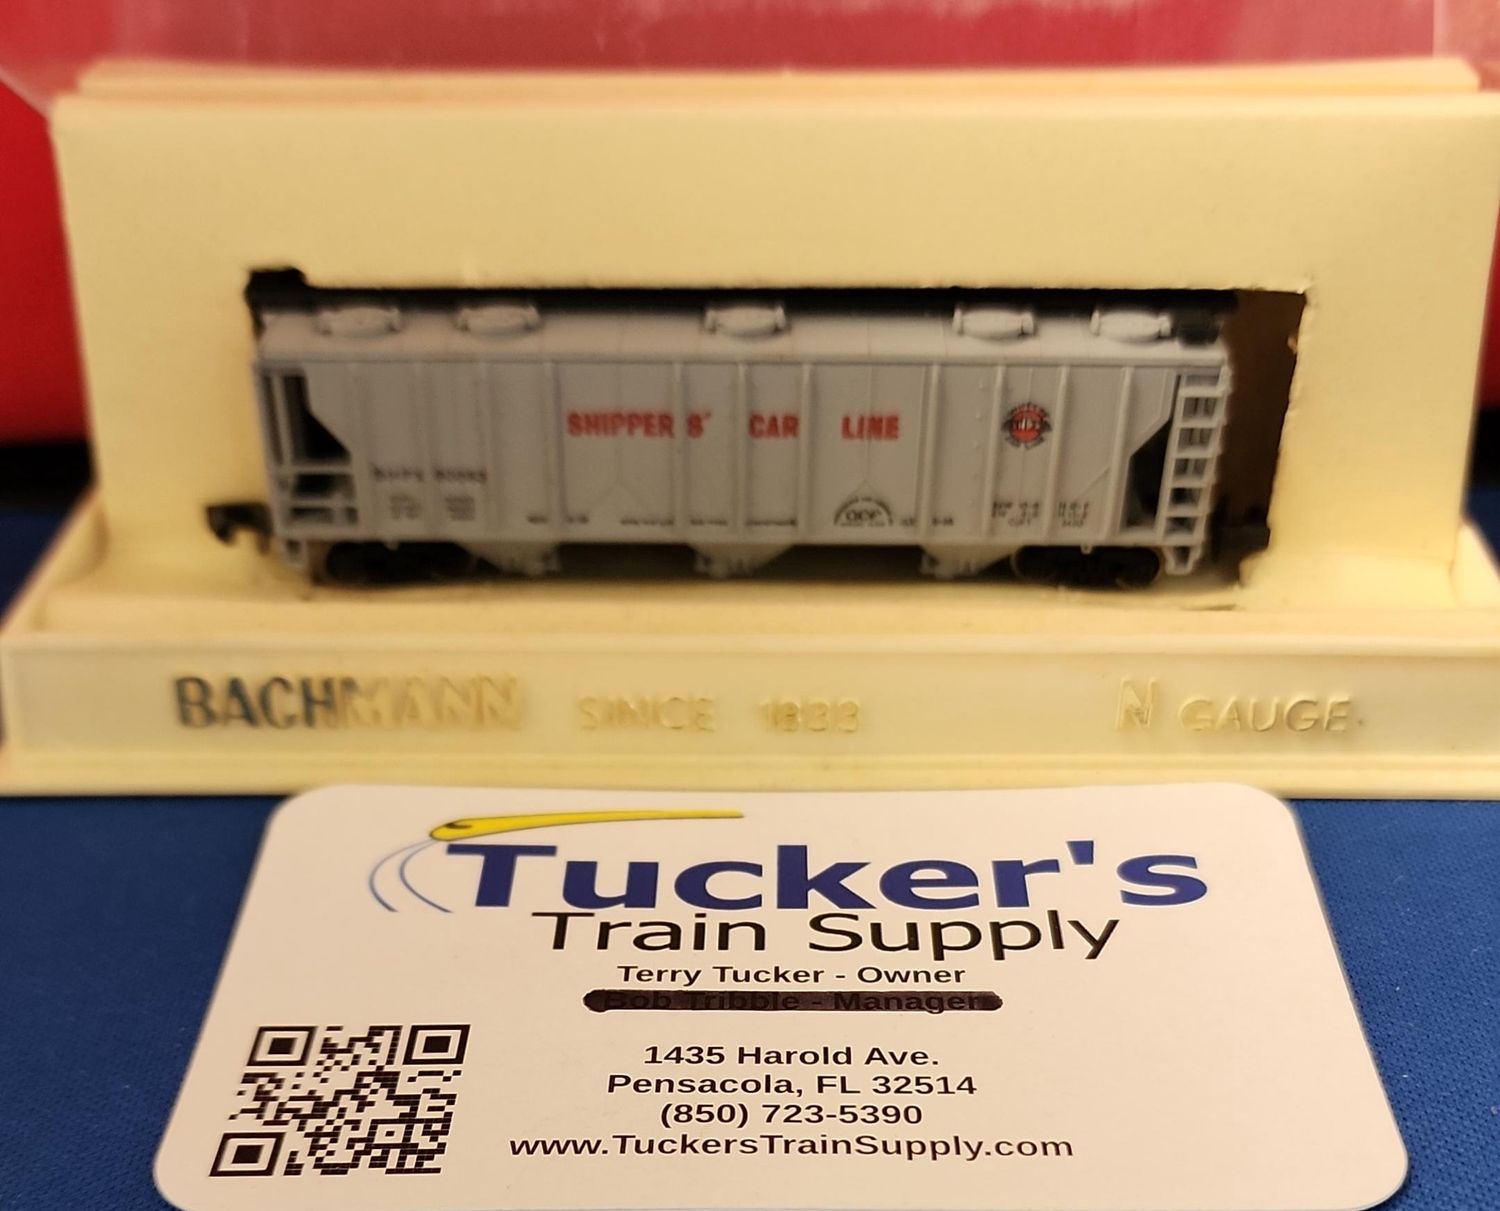 SHIPPERS' CAR LINE
BACHMANN SINCE 1833 N GAUGE
Tucker's
Train Supply
Terry Tucker - Owner
Bob Tribble - Manager
1435 Harold Ave.
Pensacola, FL 32514
(850) 723-5390
www.TuckersTrainSupply.com